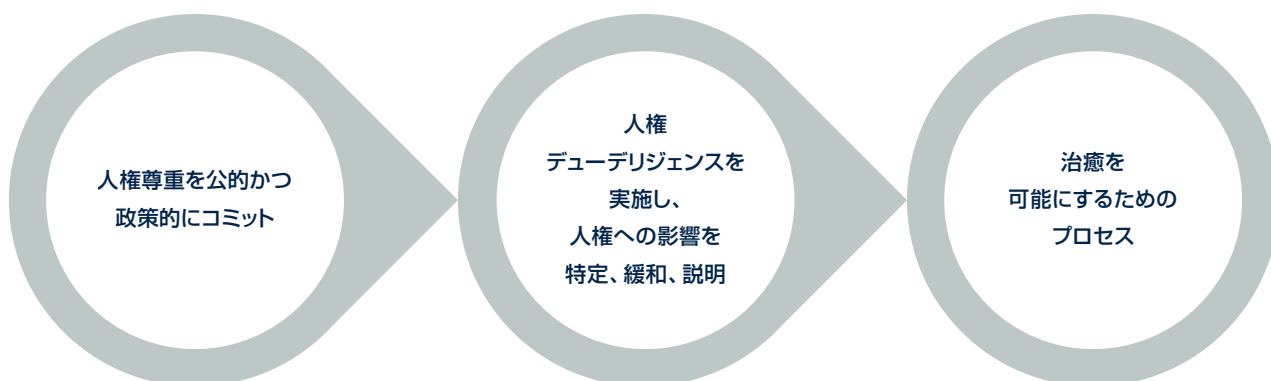 人権尊重を公的かつ
政策的にコミット
人権
デューデリジェンスを
実施し、
人権への影響を
特定、緩和、説明
治癒を
可能にするための
プロセス